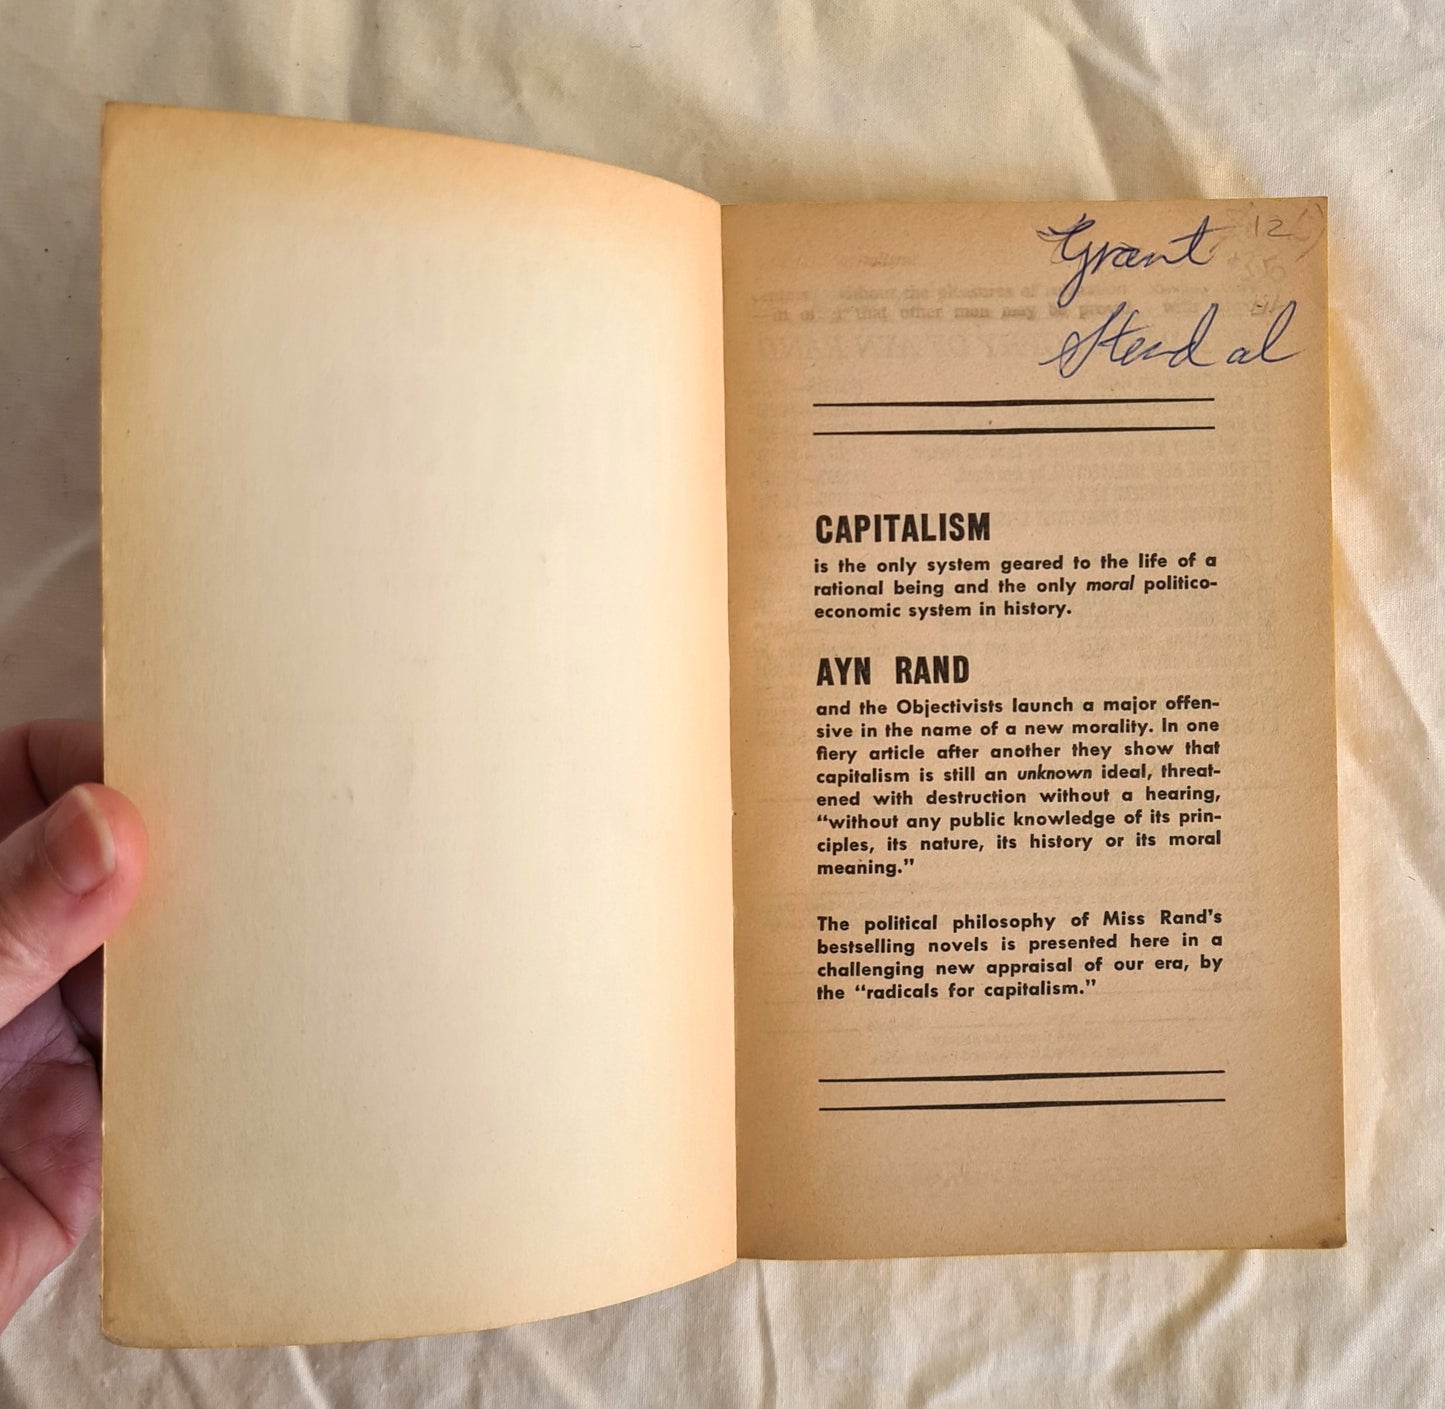 Grant
12
Stendal
CAPITALISM
is the only system geared to the life of a
rational being and the only moral politico-
economic system in history.
AYN RAND
and the Objectivists launch a major offen-
sive in the name of a new morality. In one
fiery article after another they show that
capitalism is still an unknown ideal, threat-
ened with destruction without a hearing,
“without any public knowledge of its prin-
ciples, its nature, its history or its moral
meaning.”
The political philosophy of Miss Rand’s
bestselling novels is presented here in a
challenging new appraisal of our era, by
the “radicals for capitalism.”